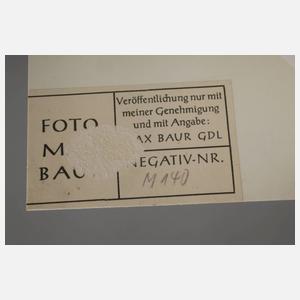 FOTO
M
BAU
Veröffentlichung nur mit
meiner Genehmigung
und mit Angabe:
AX BAUR GDL
NEGATIV-NR.
M 140